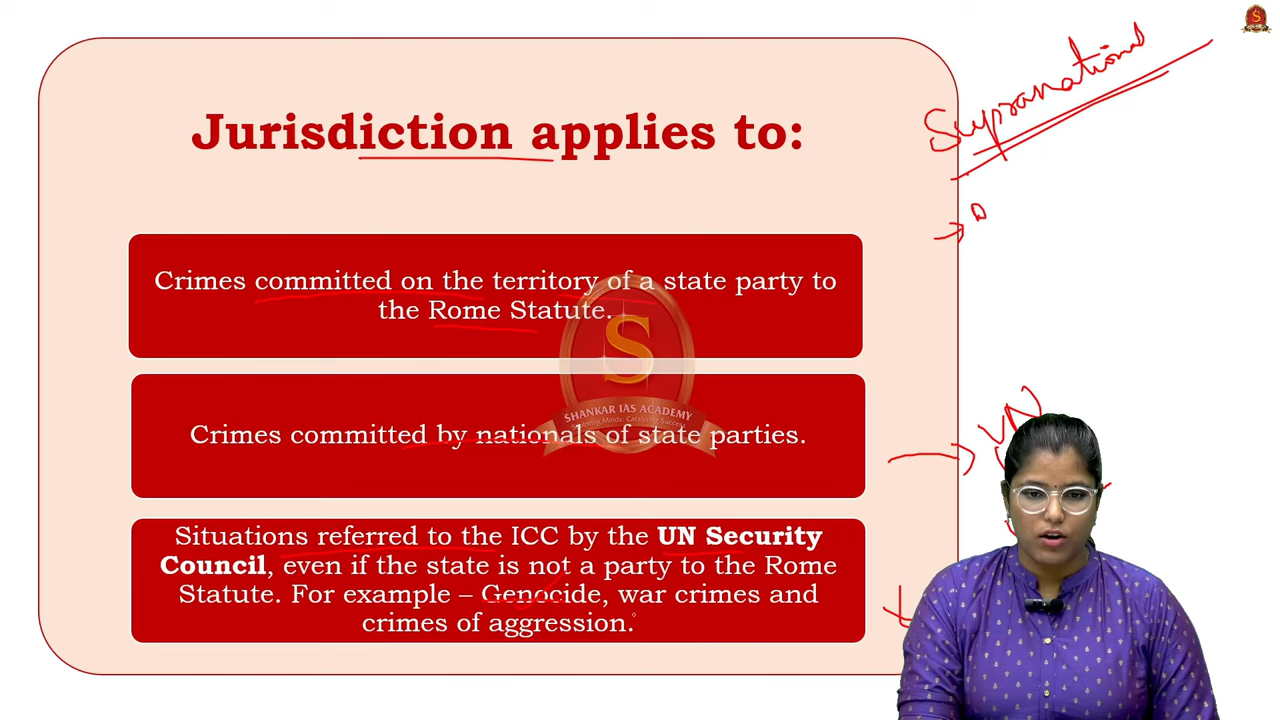 Jurisdiction applies to:
Supranational
Crimes committed on the territory of a state party to
the Rome Statute.
SHANKAR IAS ACADEMY
Crimes committed by nationals of state parties.
UN
Situations referred to the ICC by the UN Security
Council, even if the state is not a party to the Rome
Statute. For example – Genocide, war crimes and
crimes of aggression.